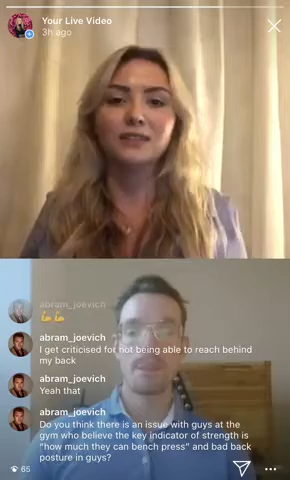 Your Live Video
3h ago
abram_joevich
💪💪
abram_joevich
I get criticised for not being able to reach behind
my back
abram_joevich
Yeah that
abram_joevich
Do you think there is an issue with guys at the
gym who believe the key indicator of strength is
“how much they can bench press” and bad back
posture in guys?
65